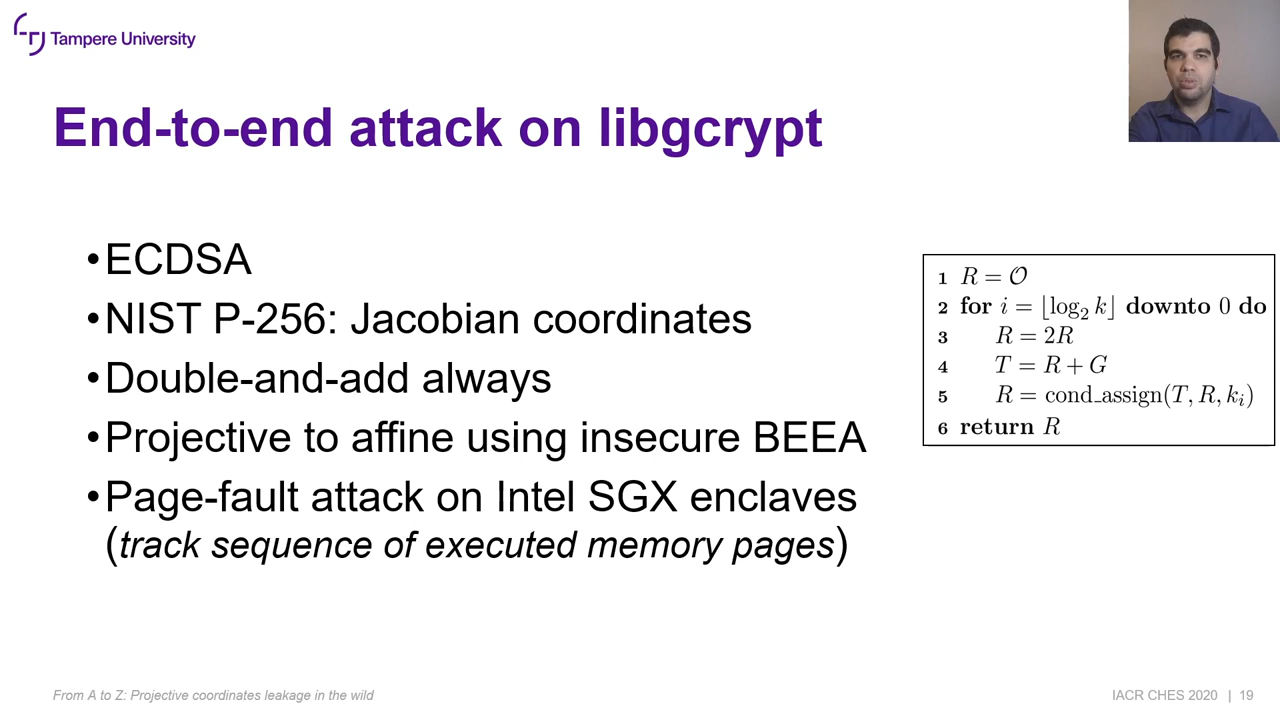 Tampere University
End-to-end attack on libgcrypt
•ECDSA
•NIST P-256: Jacobian coordinates
•Double-and-add always
•Projective to affine using insecure BEEA
•Page-fault attack on Intel SGX enclaves
(track sequence of executed memory pages)
1 R = 𝒪
2 for i = ⌊log₂ k⌋ downto 0 do
3 R = 2R
4 T = R + G
5 R = cond_assign(T, R, kᵢ)
6 return R
From A to Z: Projective coordinates leakage in the wild
IACR CHES 2020 | 19